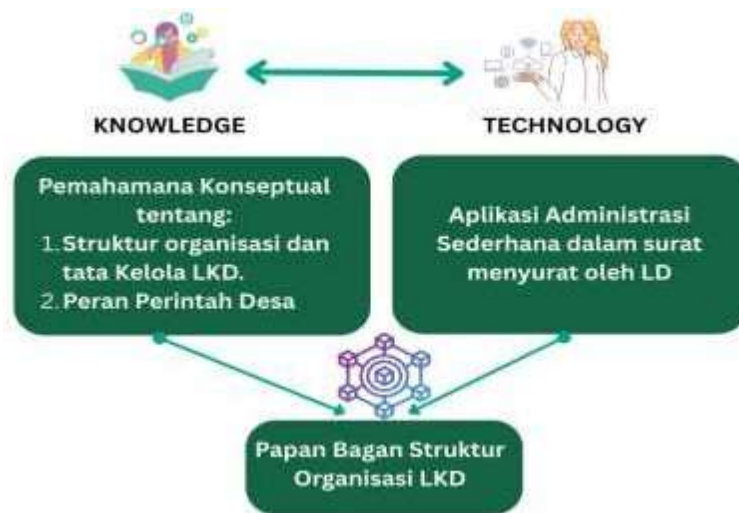 KNOWLEDGE
TECHNOLOGY
Pemahamana Konseptual
tentang:
1. Struktur organisasi dan
tata Kelola LKD.
2. Peran Perintah Desa
Aplikasi Administrasi
Sederhana dalam surat
menyurat oleh LD
Papan Bagan Struktur
Organisasi LKD